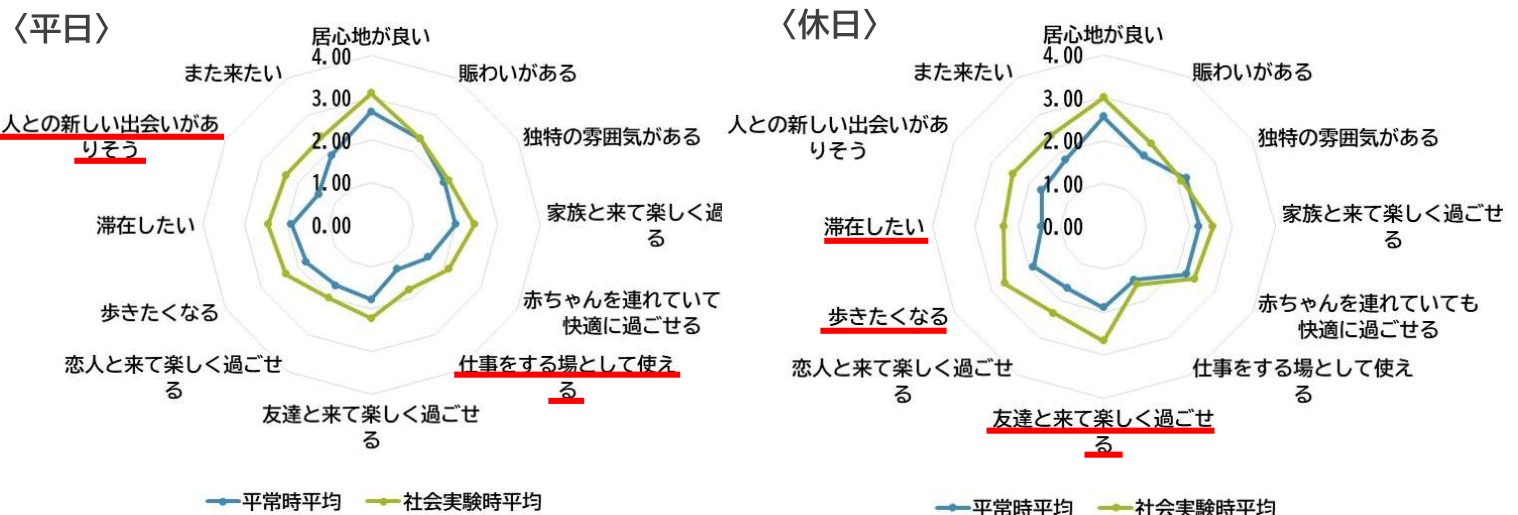 〈平日〉
居心地が良い
4.00
賑わいがある
また来たい
3.00
人との新しい出会いがあ
りそう
2.00
独特の雰囲気がある
1.00
滞在したい
0.00
家族と来て楽しく過
る
歩きたくなる
赤ちゃんを連れていて
快適に過ごせる
恋人と来て楽しく過ごせ
る
仕事をする場として使え
る
友達と来て楽しく過ごせ
る
平常時平均
社会実験時平均
〈休日〉
居心地が良い
4.00
賑わいがある
また来たい
3.00
人との新しい出会いがあ
りそう
2.00
独特の雰囲気がある
1.00
滞在したい
0.00
家族と来て楽しく過ごせ
る
歩きたくなる
赤ちゃんを連れていても
快適に過ごせる
恋人と来て楽しく過ごせ
る
仕事をする場として使え
る
友達と来て楽しく過ごせ
る
平常時平均
社会実験時平均